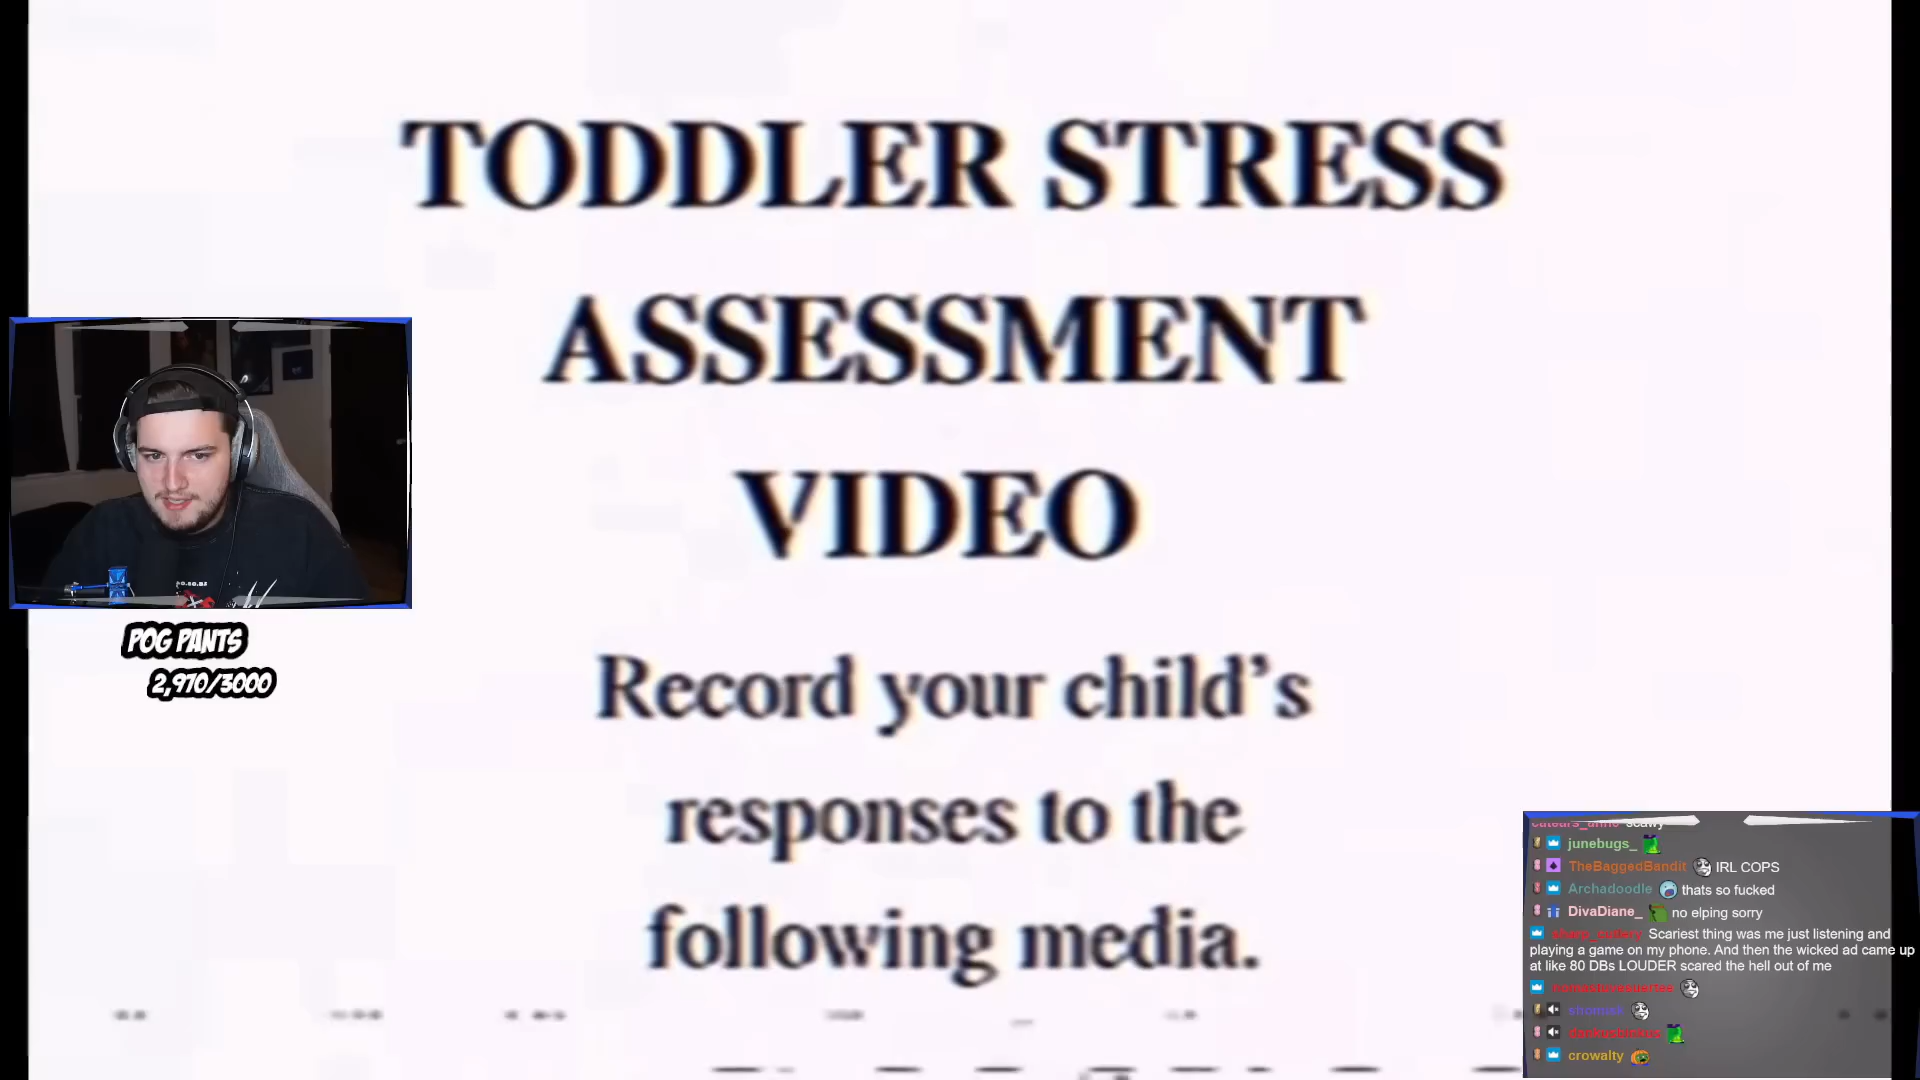 TODDLER STRESS
ASSESSMENT
VIDEO
Record your child’s
responses to the
following media.
POG PANTS
2,970/3000
junebugs_
TheBaggedBandit IRL COPS
Archadoodle thats so fucked
DivaDiane_ no elping sorry
Scariest thing was me just listening and
playing a game on my phone. And then the wicked ad came up
at like 80 DBs LOUDER scared the hell out of me
crowalty